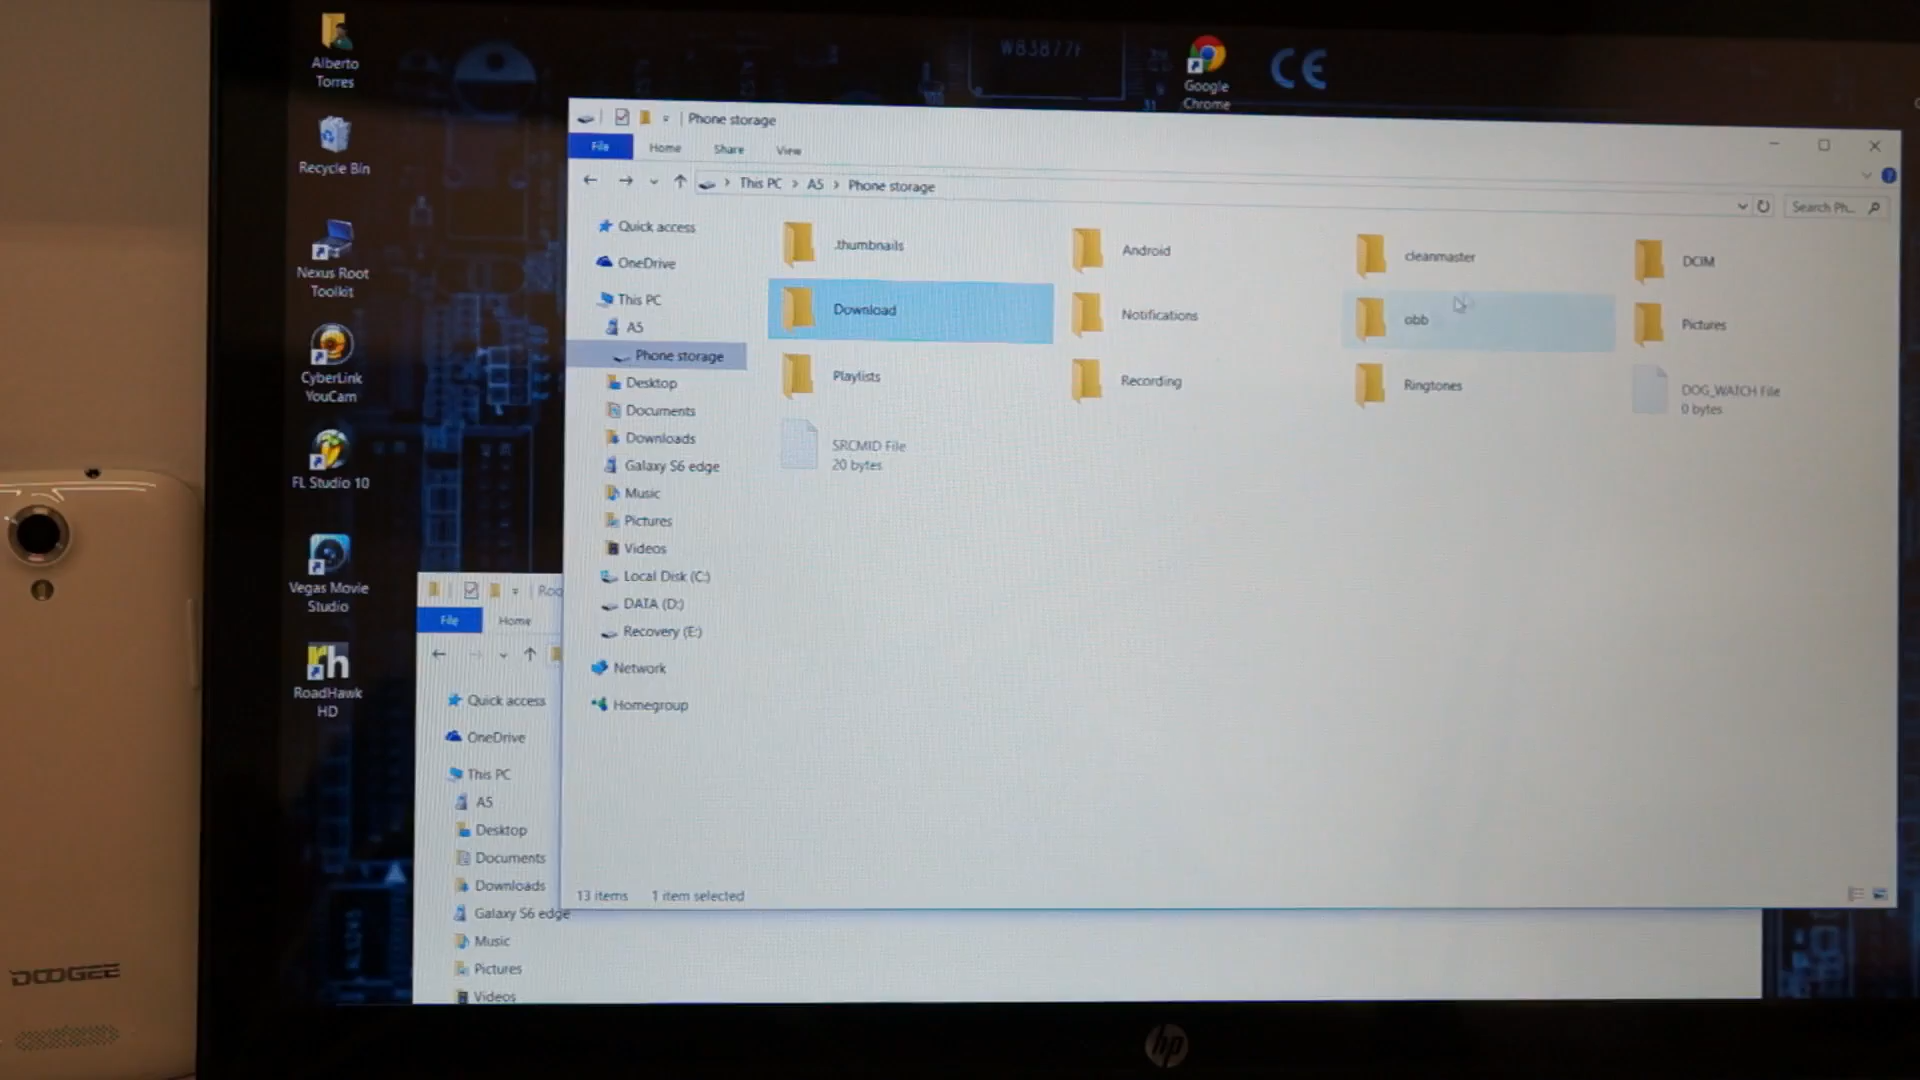 Alberto
Torres
Recycle Bin
Nexus Root
Toolkit
CyberLink
YouCam
FL Studio 10
Vegas Movie
Studio
rh
RoadHawk
HD
W83877F
CE
31
Google
Chrome
Phone storage
File Home Share View
This PC > A5 > Phone storage
Search Ph...
Quick access
OneDrive
This PC
A5
Phone storage
Desktop
Documents
Downloads
Galaxy S6 edge
Music
Pictures
Videos
Local Disk (C:)
DATA (D:)
Recovery (E:)
Network
Homegroup
.thumbnails
Android
cleanmaster
DCIM
Download
Notifications
obb
Pictures
Playlists
Recording
Ringtones
DOG_WATCH File
0 bytes
SRCMID File
20 bytes
13 items 1 item selected
Roo
File Home
Quick access
OneDrive
This PC
A5
Desktop
Documents
Downloads
Galaxy S6 edge
Music
Pictures
Videos
DOOGEE
hp